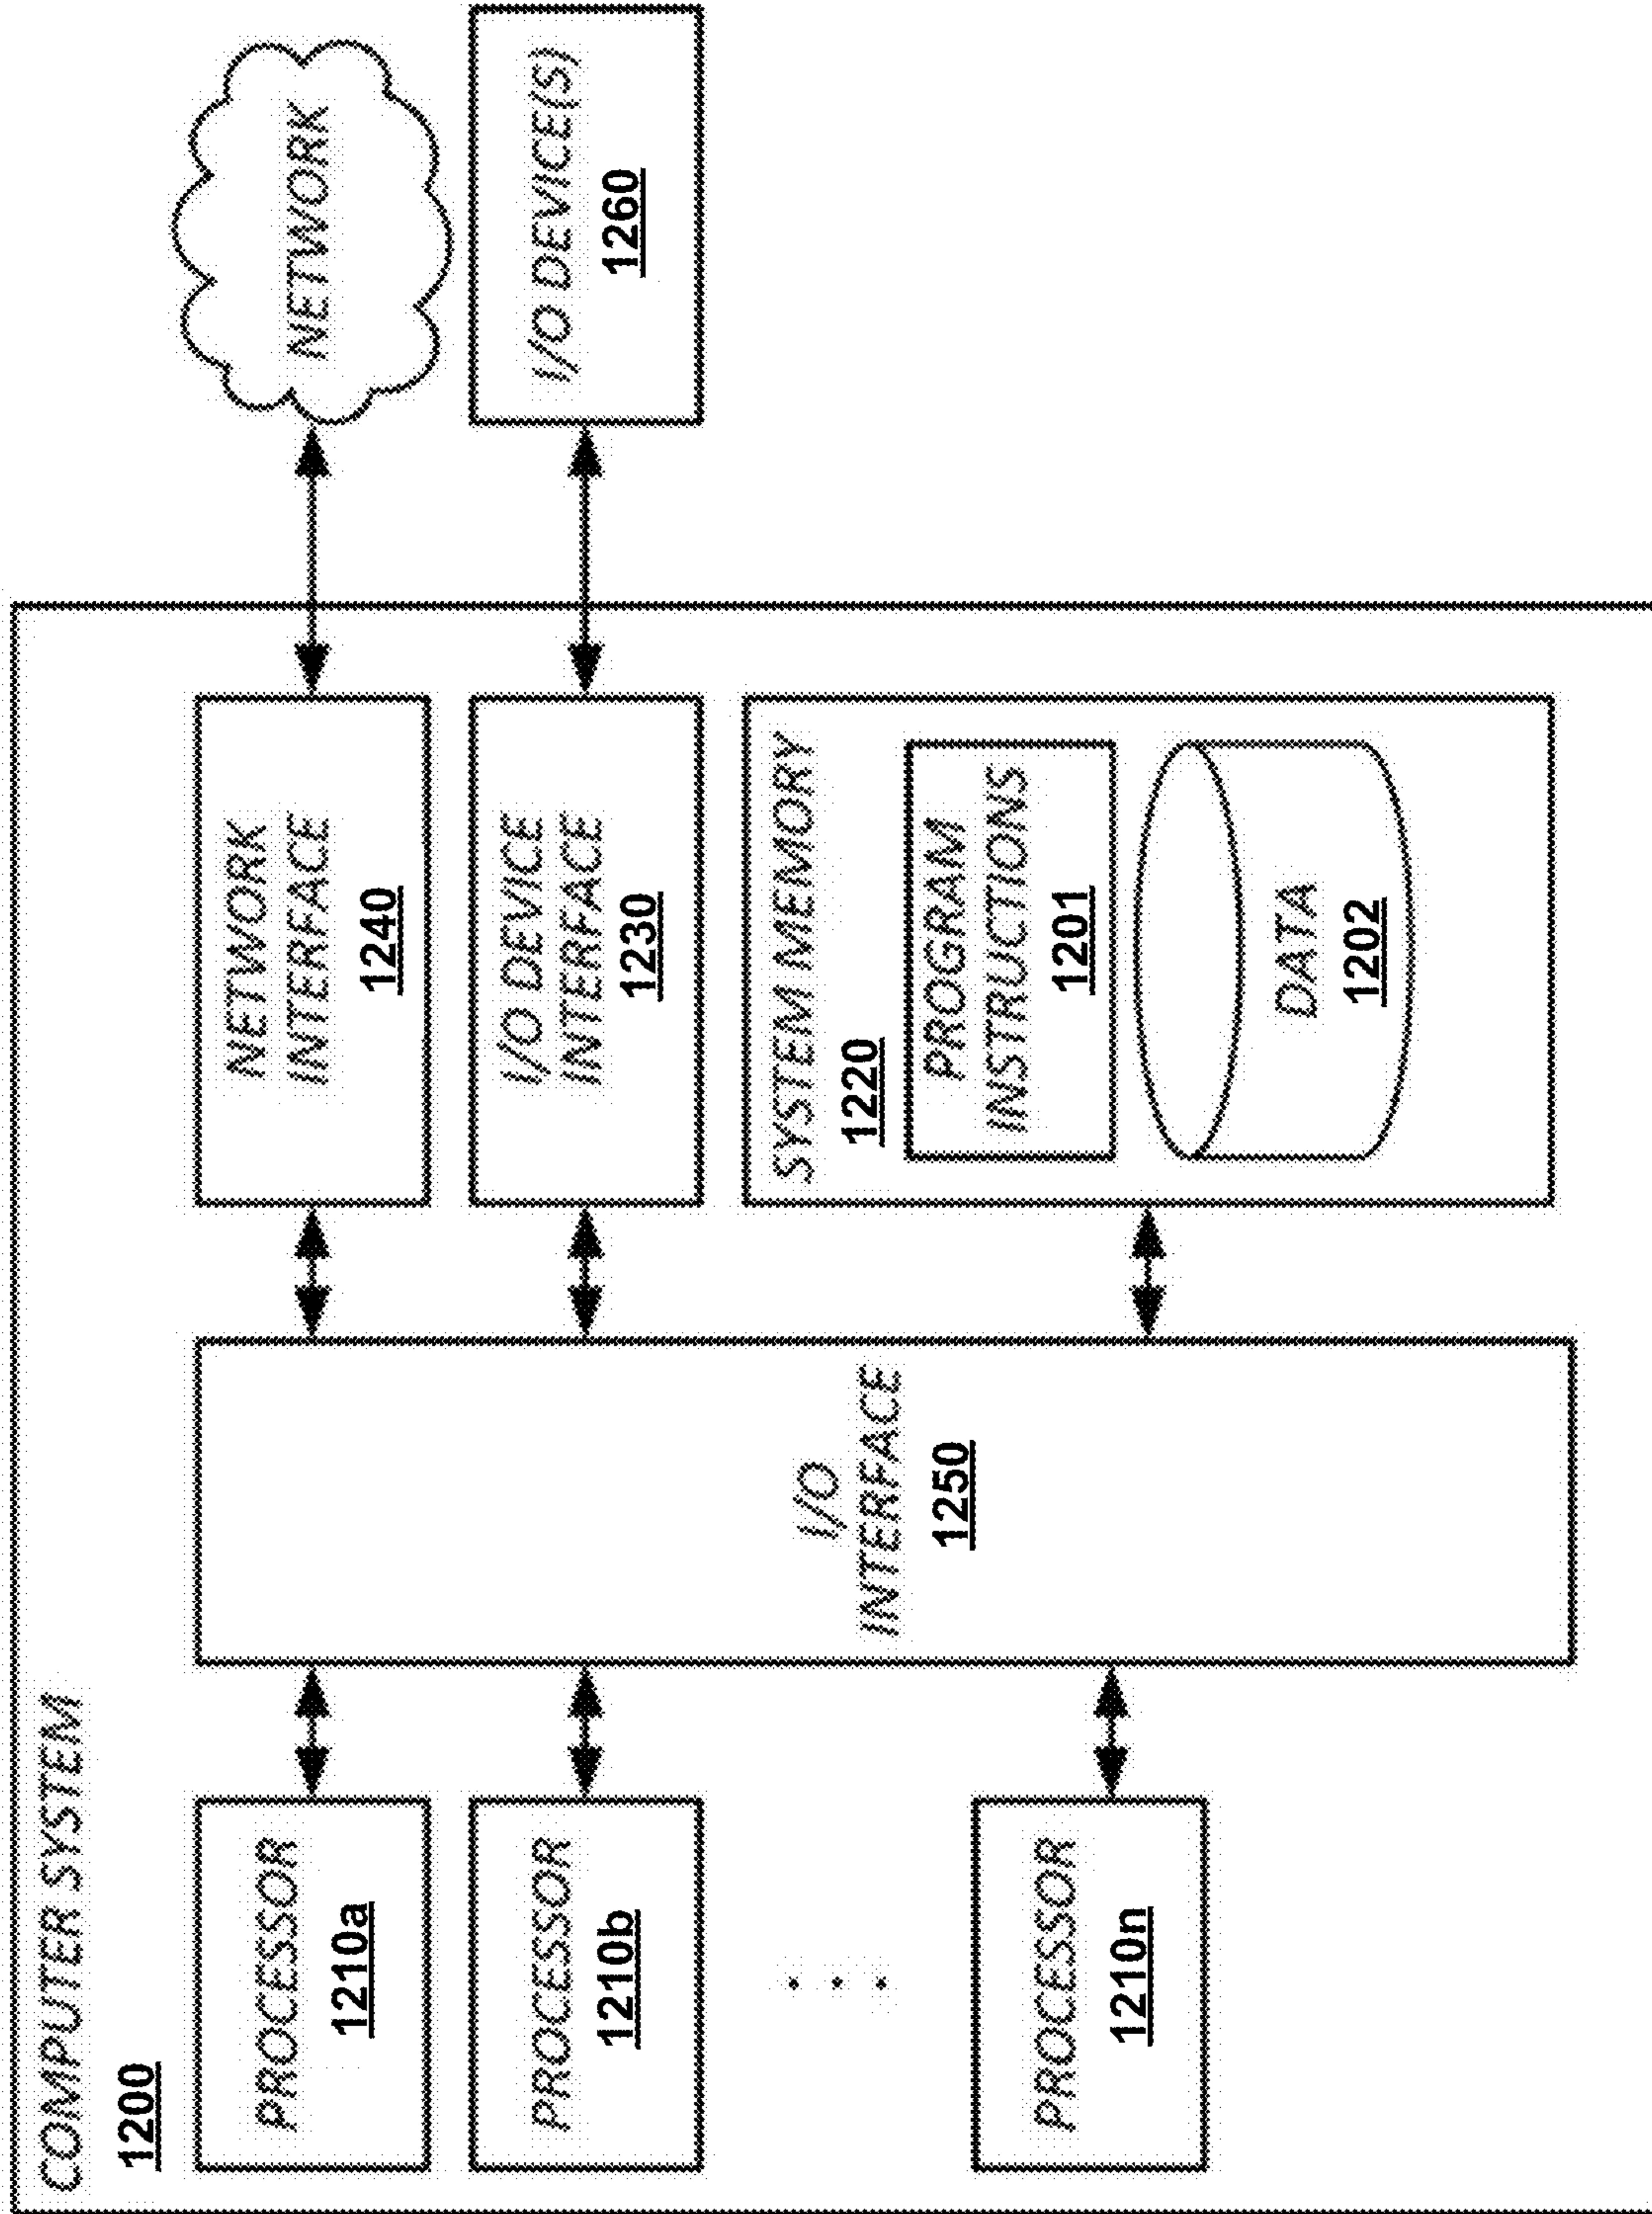 COMPUTER SYSTEM
1200
PROCESSOR
1210a
PROCESSOR
1210b
. . .
PROCESSOR
1210n
I/O
INTERFACE
1250
NETWORK
INTERFACE
1240
I/O DEVICE
INTERFACE
1230
SYSTEM MEMORY
1220
PROGRAM
INSTRUCTIONS
1201
DATA
1202
NETWORK
I/O DEVICE(S)
1260